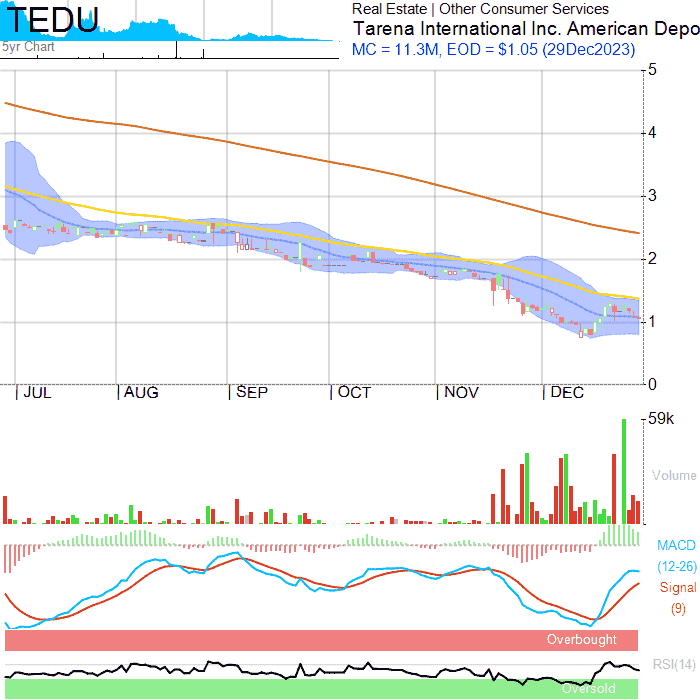 TEDU
5yr Chart
Real Estate | Other Consumer Services
Tarena International Inc. American Depo
MC = 11.3M, EOD = $1.05 (29Dec2023)
5
4
3
2
1
0
JUL AUG SEP OCT NOV DEC
59k
Volume
MACD
(12-26)
Signal
(9)
Overbought
RSI(14)
Oversold